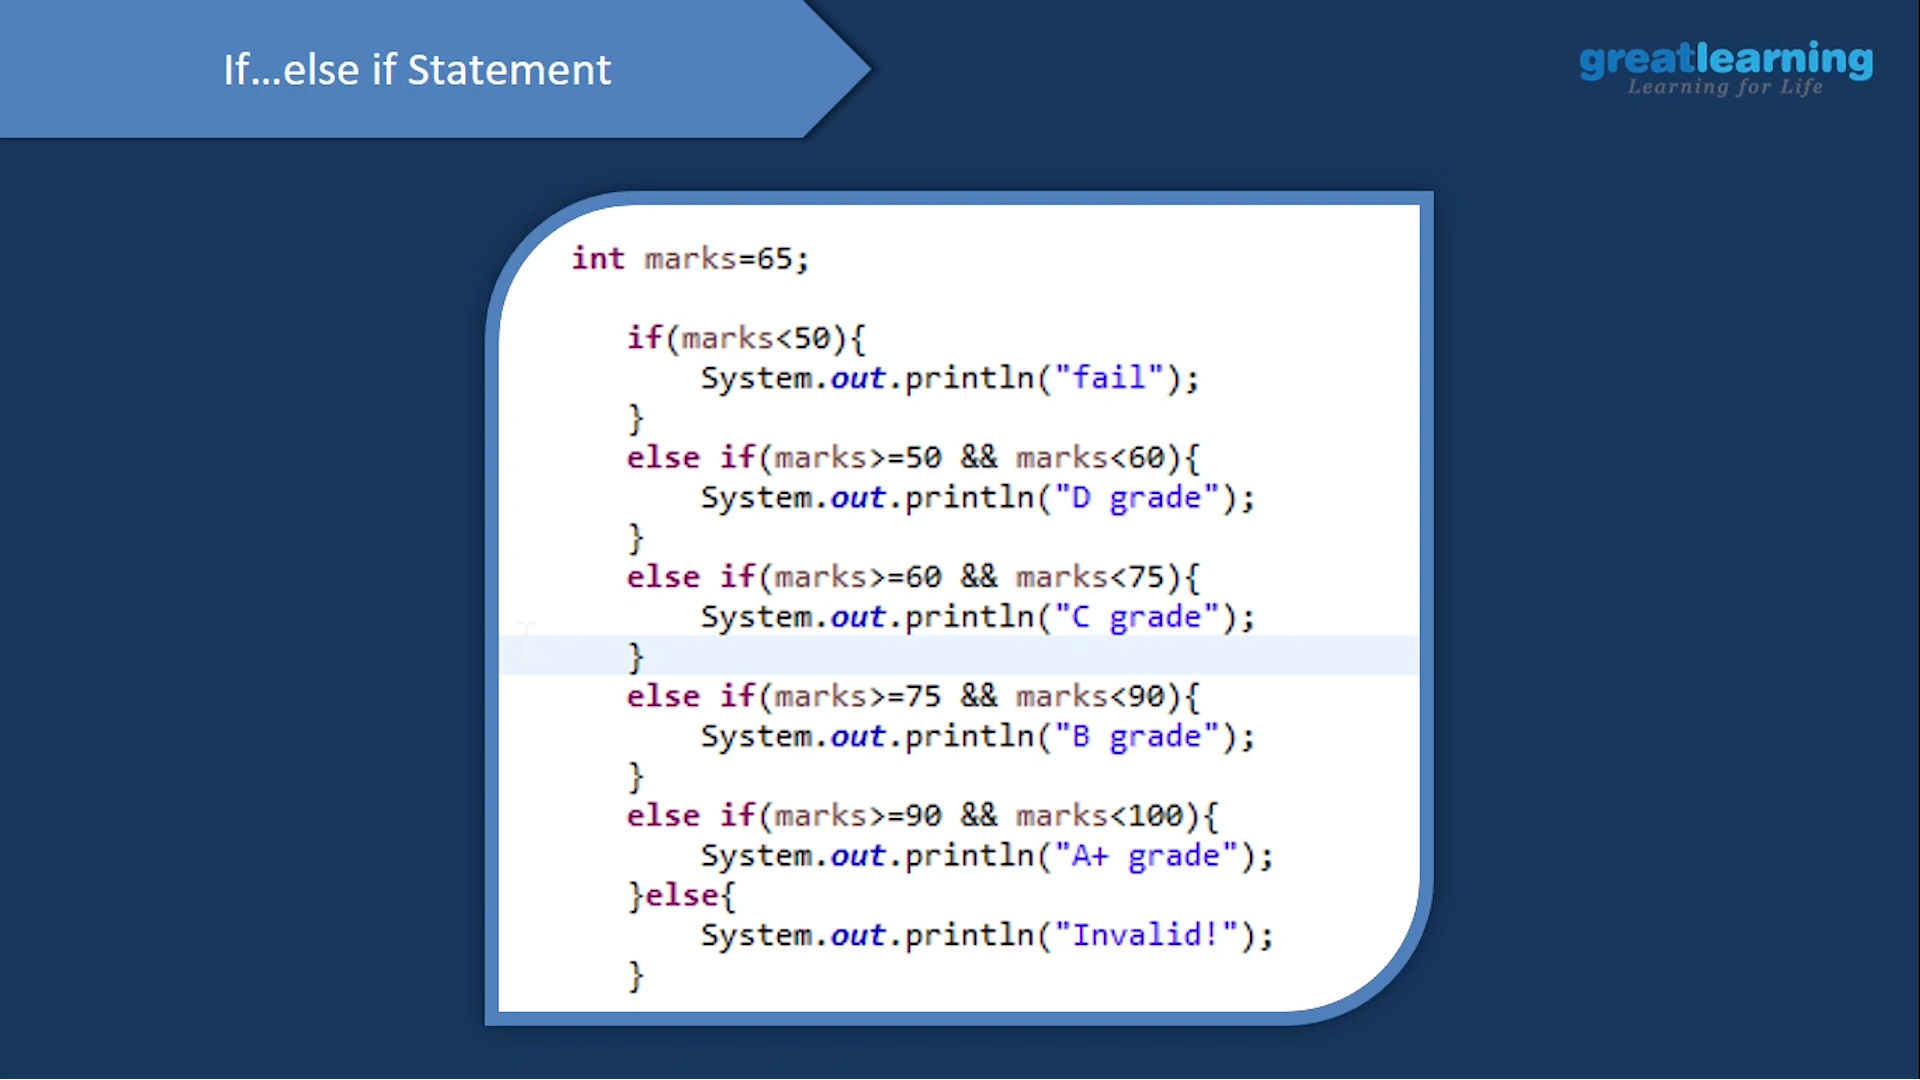 If...else if Statement
greatlearning
Learning for Life
int marks=65;
if(marks<50){
System.out.println("fail");
}
else if(marks>=50 && marks<60){
System.out.println("D grade");
}
else if(marks>=60 && marks<75){
System.out.println("C grade");
}
else if(marks>=75 && marks<90){
System.out.println("B grade");
}
else if(marks>=90 && marks<100){
System.out.println("A+ grade");
}else{
System.out.println("Invalid!");
}